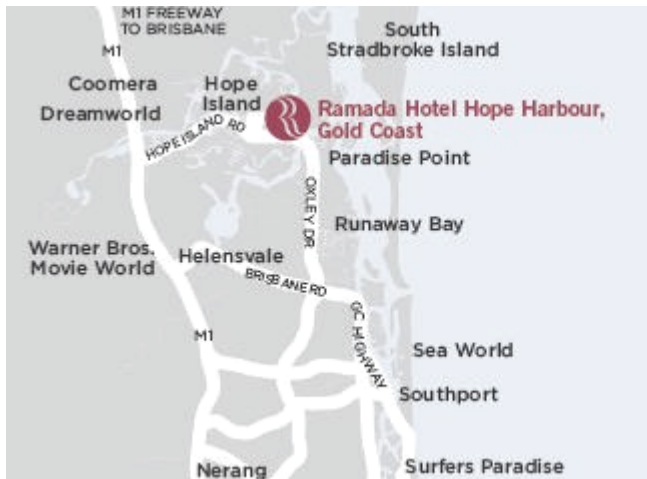 M1 FREEWAY
TO BRISBANE
M1
South
Stradbroke Island
Coomera
Hope
Island
Dreamworld
Ramada Hotel Hope Harbour,
Gold Coast
HOPE ISLAND RD
Paradise Point
OXLEY DR
Runaway Bay
Warner Bros.
Movie World
Helensvale
BRISBANE RD
GC HIGHWAY
M1
Sea World
Southport
Nerang
Surfers Paradise